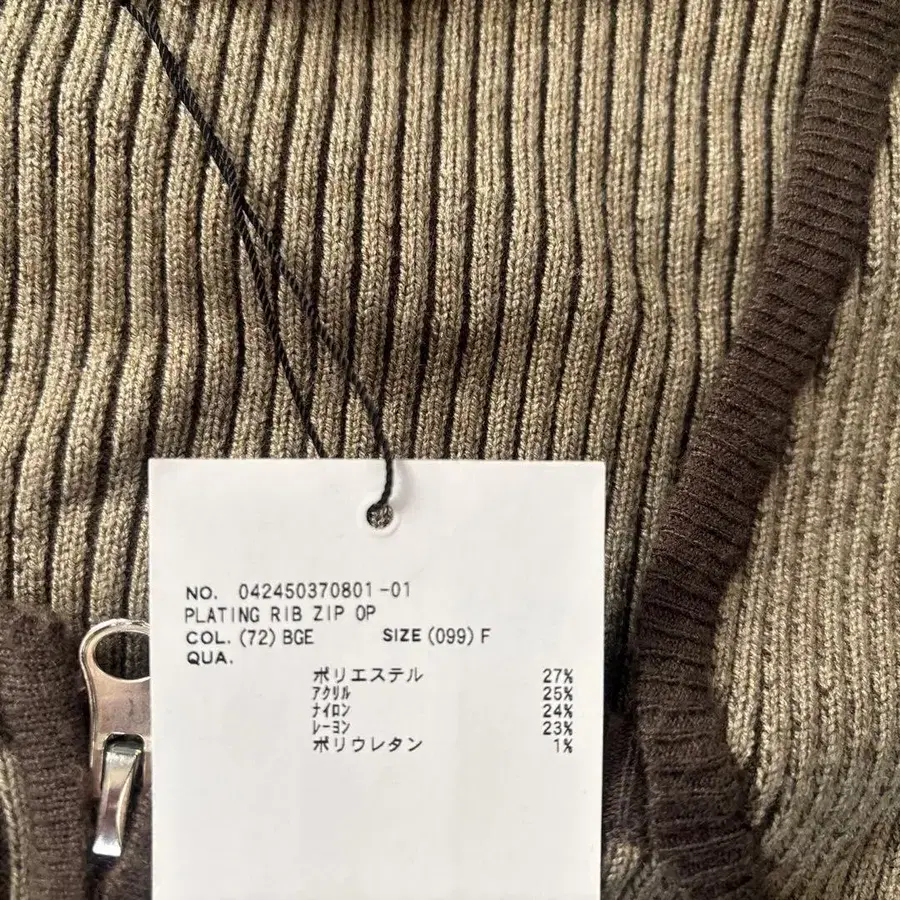 NO. 042450370801-01
PLATING RIB ZIP OP
COL. (72) BGE SIZE (099) F
QUA.
ポリエステル 27%
アクリル 25%
ナイロン 24%
レーヨン 23%
ポリウレタン 1%